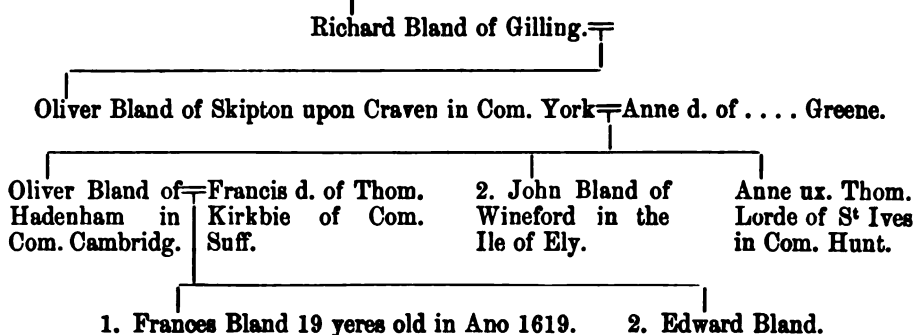 Richard Bland of Gilling.
Oliver Bland of Skipton upon Craven in Com. York Anne d. of . . . . Greene.
Oliver Bland of
Hadenham in
Com. Cambridg.
Francis d. of Thom.
Kirkbie of Com.
Suff.
2. John Bland of
Wineford in the
Ile of Ely.
Anne ux. Thom.
Lorde of Sᵗ Ives
in Com. Hunt.
1. Frances Bland 19 yeres old in Ano 1619.
2. Edward Bland.